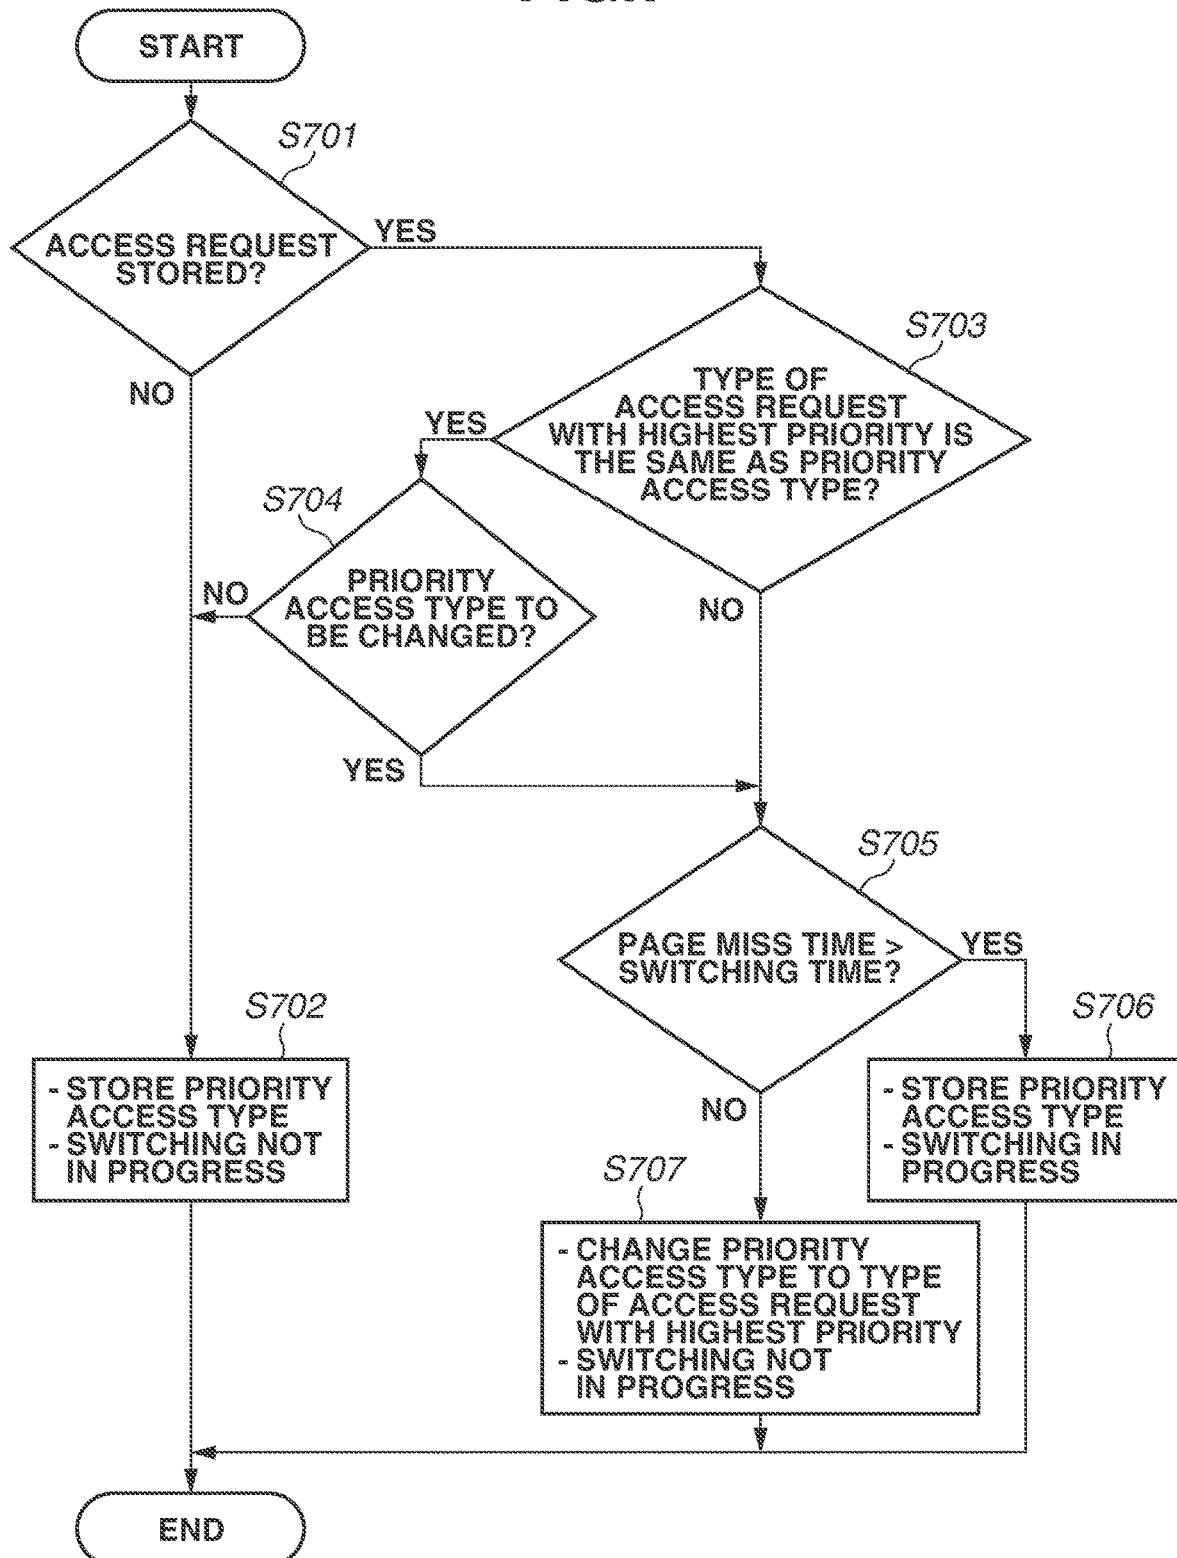 START
S701
ACCESS REQUEST
STORED?
YES
NO
S703
TYPE OF
ACCESS REQUEST
WITH HIGHEST PRIORITY IS
THE SAME AS PRIORITY
ACCESS TYPE?
YES
NO
S704
PRIORITY
ACCESS TYPE TO
BE CHANGED?
NO
YES
S705
PAGE MISS TIME >
SWITCHING TIME?
YES
NO
S702
- STORE PRIORITY
ACCESS TYPE
- SWITCHING NOT
IN PROGRESS
S706
- STORE PRIORITY
ACCESS TYPE
- SWITCHING IN
PROGRESS
S707
- CHANGE PRIORITY
ACCESS TYPE TO TYPE
OF ACCESS REQUEST
WITH HIGHEST PRIORITY
- SWITCHING NOT
IN PROGRESS
END